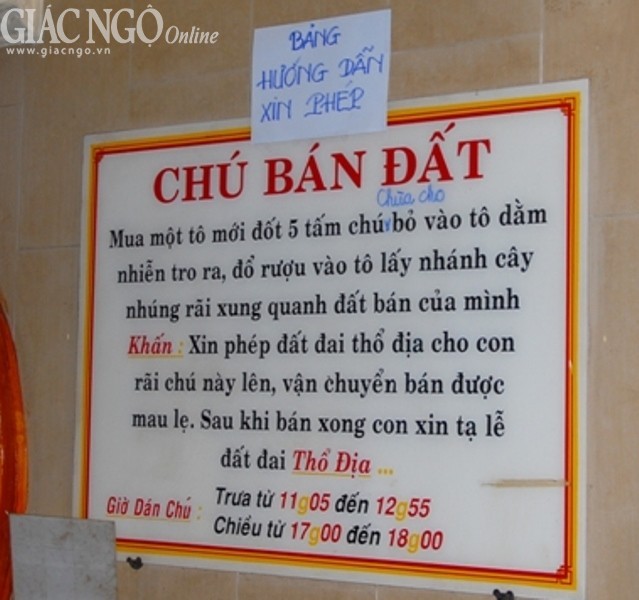 GIÁC NGỘ Online
www.giacngo.vn
BẢNG
HƯỚNG DẪN
XIN PHÉP
CHÚ BÁN ĐẤT
Chữa cho
Mua một tô mới đốt 5 tấm chú bỏ vào tô dằm
nhiễn tro ra, đổ rượu vào tô lấy nhánh cây
nhúng rãi xung quanh đất bán của mình
Khấn : Xin phép đất đai thổ địa cho con
rãi chú này lên, vận chuyển bán được
mau lẹ. Sau khi bán xong con xin tạ lễ
đất đai Thổ Địa ...
Giờ Dán Chú : Trưa từ 11g05 đến 12g55
Chiều từ 17g00 đến 18g00